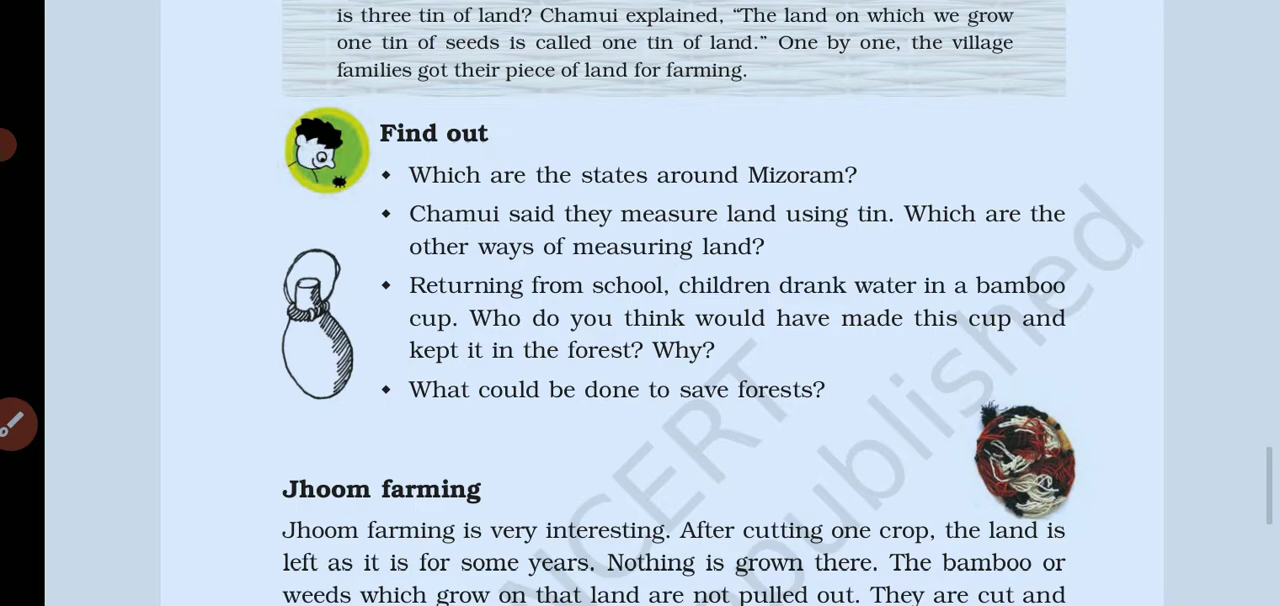 is three tin of land? Chamui explained, “The land on which we grow
one tin of seeds is called one tin of land.” One by one, the village
families got their piece of land for farming.
Find out
Which are the states around Mizoram?
Chamui said they measure land using tin. Which are the
other ways of measuring land?
Returning from school, children drank water in a bamboo
cup. Who do you think would have made this cup and
kept it in the forest? Why?
What could be done to save forests?
Jhoom farming
Jhoom farming is very interesting. After cutting one crop, the land is
left as it is for some years. Nothing is grown there. The bamboo or
weeds which grow on that land are not pulled out. They are cut and
NCERT
published